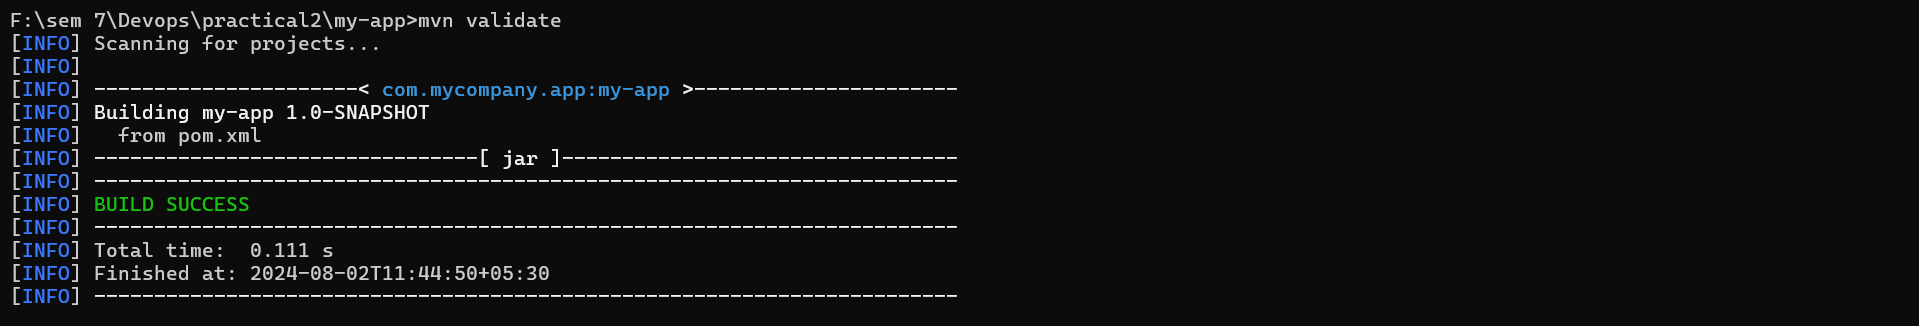 F:\sem 7\Devops\practical2\my-app>mvn validate
[INFO] Scanning for projects...
[INFO]
[INFO] ----------------------< com.mycompany.app:my-app >----------------------
[INFO] Building my-app 1.0-SNAPSHOT
[INFO]   from pom.xml
[INFO] --------------------------------[ jar ]---------------------------------
[INFO] ------------------------------------------------------------------------
[INFO] BUILD SUCCESS
[INFO] ------------------------------------------------------------------------
[INFO] Total time:  0.111 s
[INFO] Finished at: 2024-08-02T11:44:50+05:30
[INFO] ------------------------------------------------------------------------